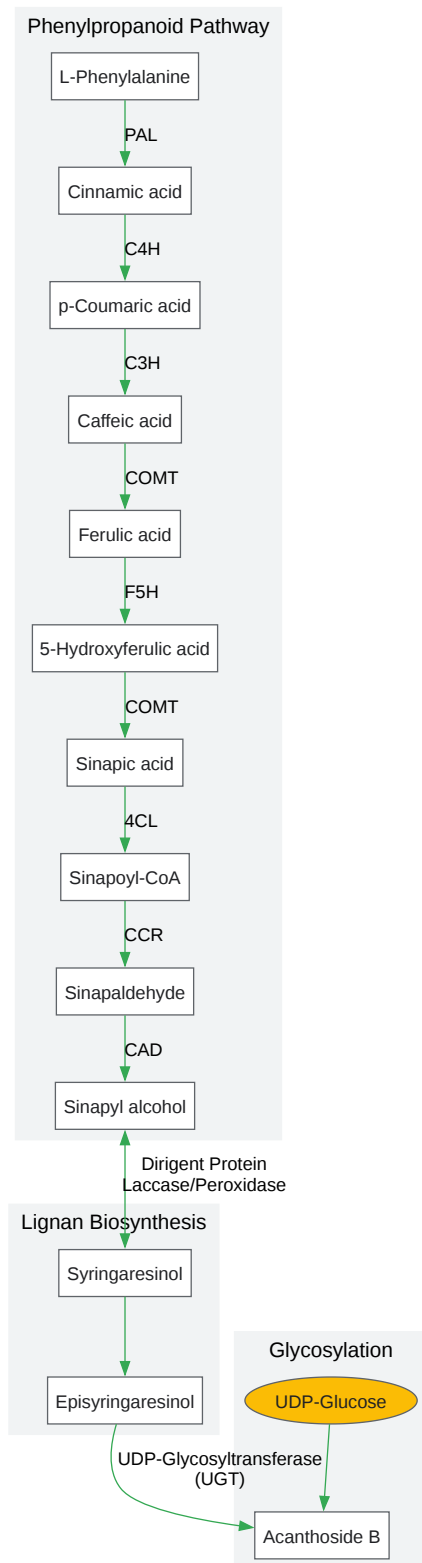 Phenylpropanoid Pathway
L-Phenylalanine
PAL
Cinnamic acid
C4H
p-Coumaric acid
C3H
Caffeic acid
COMT
Ferulic acid
F5H
5-Hydroxyferulic acid
COMT
Sinapic acid
4CL
Sinapoyl-CoA
CCR
Sinapaldehyde
CAD
Sinapyl alcohol
Dirigent Protein
Laccase/Peroxidase
Lignan Biosynthesis
Syringaresinol
Episyringaresinol
Glycosylation
UDP-Glucose
UDP-Glycosyltransferase
(UGT)
Acanthoside B